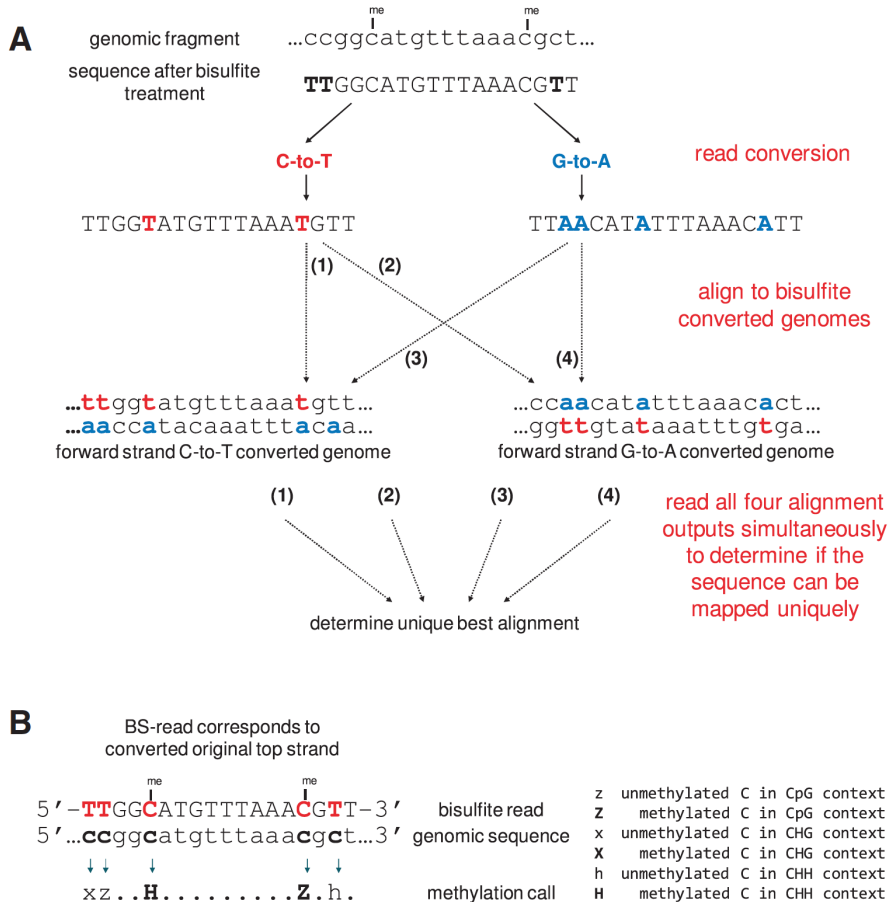 A
me me
genomic fragment ...ccggcatgtttaaacgct...
sequence after bisulfite
treatment
TTGGCATGTTTAAACGTT
C-to-T G-to-A read conversion
TTGGTATGTTTAAATGTT TTAACATATTTAAACATT
(1) (2)
align to bisulfite
converted genomes
(3) (4)
...ttggtatgtttaaatgtt... ...ccaacatatttaaacact...
aaccatacaaatttacaa... ...ggttgtataaatttgtga...
forward strand C-to-T converted genome forward strand G-to-A converted genome
(1) (2) (3) (4)
read all four alignment
outputs simultaneously
to determine if the
sequence can be
mapped uniquely
determine unique best alignment
B
BS-read corresponds to
converted original top strand
me me
5′-TTGGCATGTTTAAACGTT-3′ bisulfite read
5′...ccggcatgtttaaacgct...3′ genomic sequence
xz..H.........Z.h. methylation call
z unmethylated C in CpG context
Z methylated C in CpG context
x unmethylated C in CHG context
X methylated C in CHG context
h unmethylated C in CHH context
H methylated C in CHH context